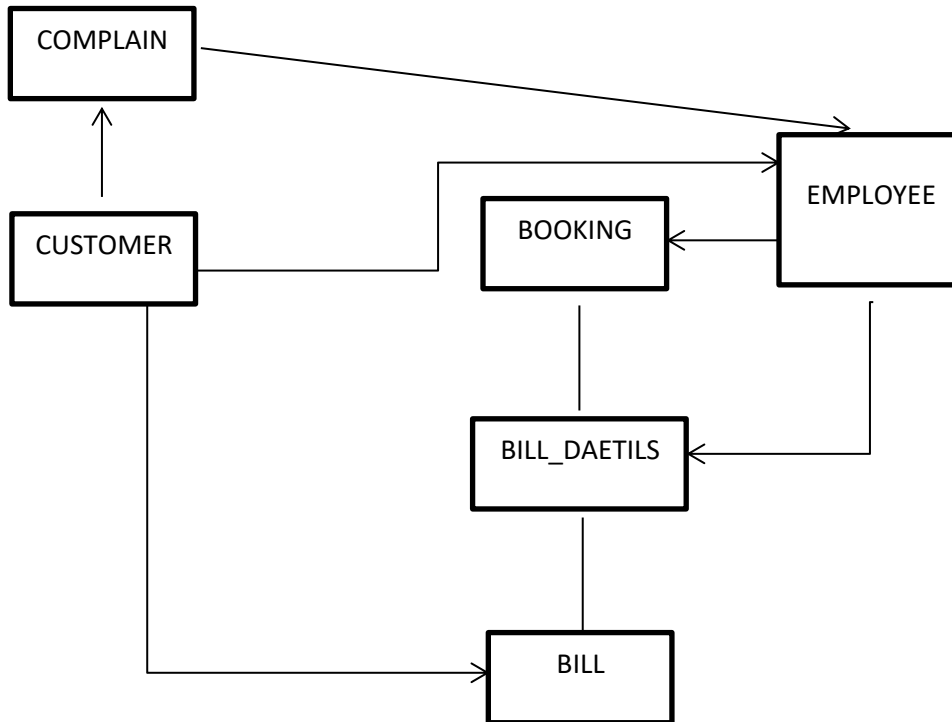 COMPLAIN
EMPLOYEE
BOOKING
CUSTOMER
BILL_DAETILS
BILL